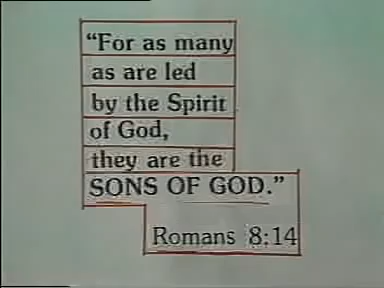 “For as many
as are led
by the Spirit
of God,
they are the
SONS OF GOD.”
Romans 8:14